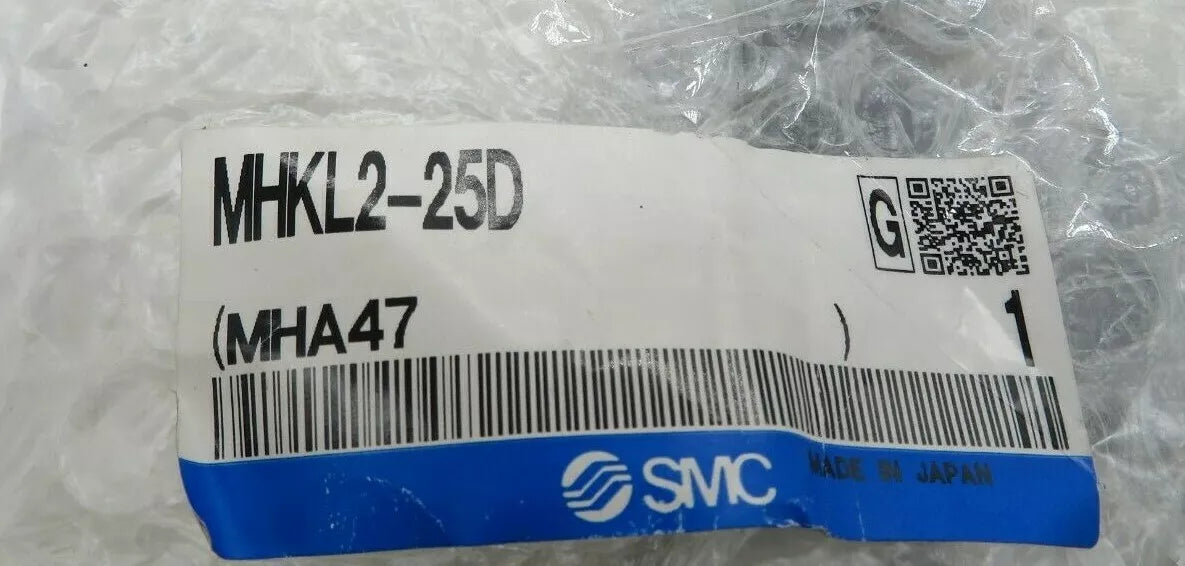 MHKL2-25D
G
(MHA47 ) 1
SMC MADE IN JAPAN